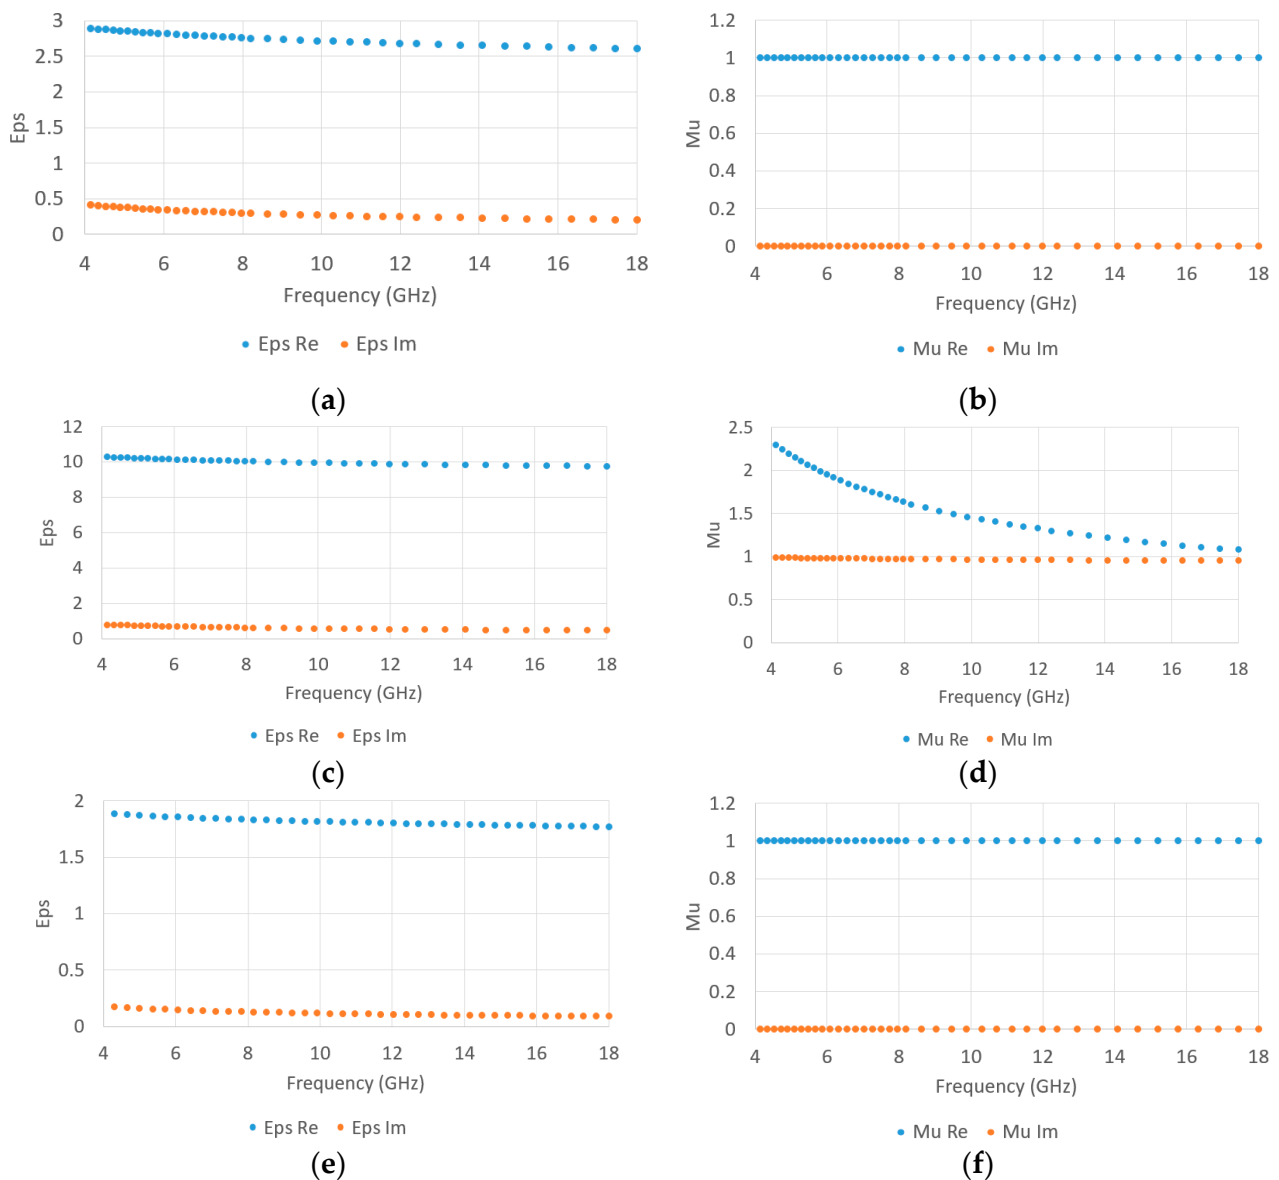 3
2.5
2
1.5
1
0.5
0
Eps
4 6 8 10 12 14 16 18
Frequency (GHz)
Eps Re Eps Im
(a)
1.2
1
0.8
0.6
0.4
0.2
0
Mu
4 6 8 10 12 14 16 18
Frequency (GHz)
Mu Re Mu Im
(b)
12
10
8
6
4
2
0
Eps
4 6 8 10 12 14 16 18
Frequency (GHz)
Eps Re Eps Im
(c)
2.5
2
1.5
1
0.5
0
Mu
4 6 8 10 12 14 16 18
Frequency (GHz)
Mu Re Mu Im
(d)
2
1.5
1
0.5
0
Eps
4 6 8 10 12 14 16 18
Frequency (GHz)
Eps Re Eps Im
(e)
1.2
1
0.8
0.6
0.4
0.2
0
Mu
4 6 8 10 12 14 16 18
Frequency (GHz)
Mu Re Mu Im
(f)